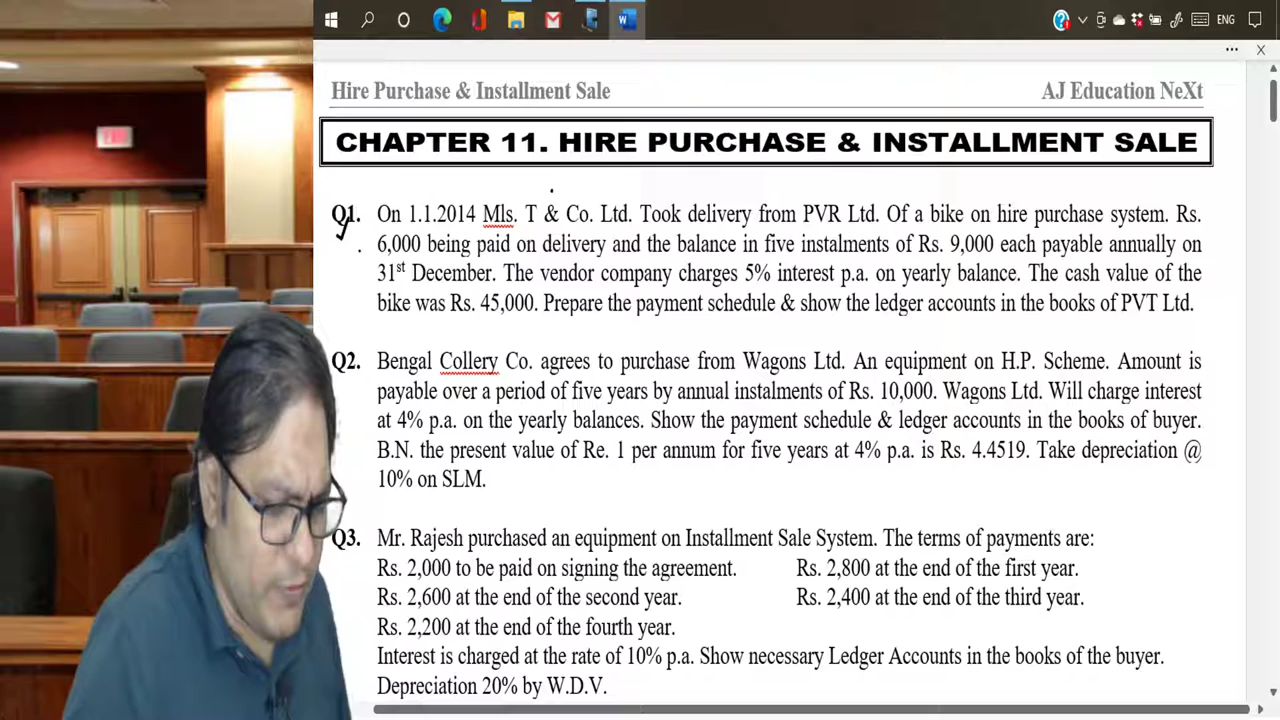 ENG
Hire Purchase & Installment Sale
AJ Education NeXt
CHAPTER 11. HIRE PURCHASE & INSTALLMENT SALE
Q1. On 1.1.2014 Mls. T & Co. Ltd. Took delivery from PVR Ltd. Of a bike on hire purchase system. Rs.
6,000 being paid on delivery and the balance in five instalments of Rs. 9,000 each payable annually on
31st December. The vendor company charges 5% interest p.a. on yearly balance. The cash value of the
bike was Rs. 45,000. Prepare the payment schedule & show the ledger accounts in the books of PVT Ltd.
Q2. Bengal Collery Co. agrees to purchase from Wagons Ltd. An equipment on H.P. Scheme. Amount is
payable over a period of five years by annual instalments of Rs. 10,000. Wagons Ltd. Will charge interest
at 4% p.a. on the yearly balances. Show the payment schedule & ledger accounts in the books of buyer.
B.N. the present value of Re. 1 per annum for five years at 4% p.a. is Rs. 4.4519. Take depreciation @
10% on SLM.
Q3. Mr. Rajesh purchased an equipment on Installment Sale System. The terms of payments are:
Rs. 2,000 to be paid on signing the agreement. Rs. 2,800 at the end of the first year.
Rs. 2,600 at the end of the second year. Rs. 2,400 at the end of the third year.
Rs. 2,200 at the end of the fourth year.
Interest is charged at the rate of 10% p.a. Show necessary Ledger Accounts in the books of the buyer.
Depreciation 20% by W.D.V.